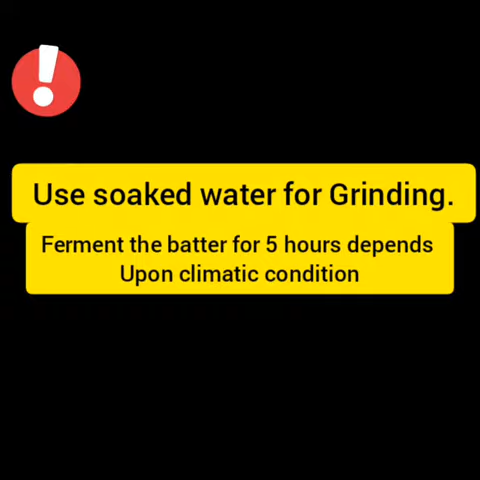 Use soaked water for Grinding.
Ferment the batter for 5 hours depends
Upon climatic condition